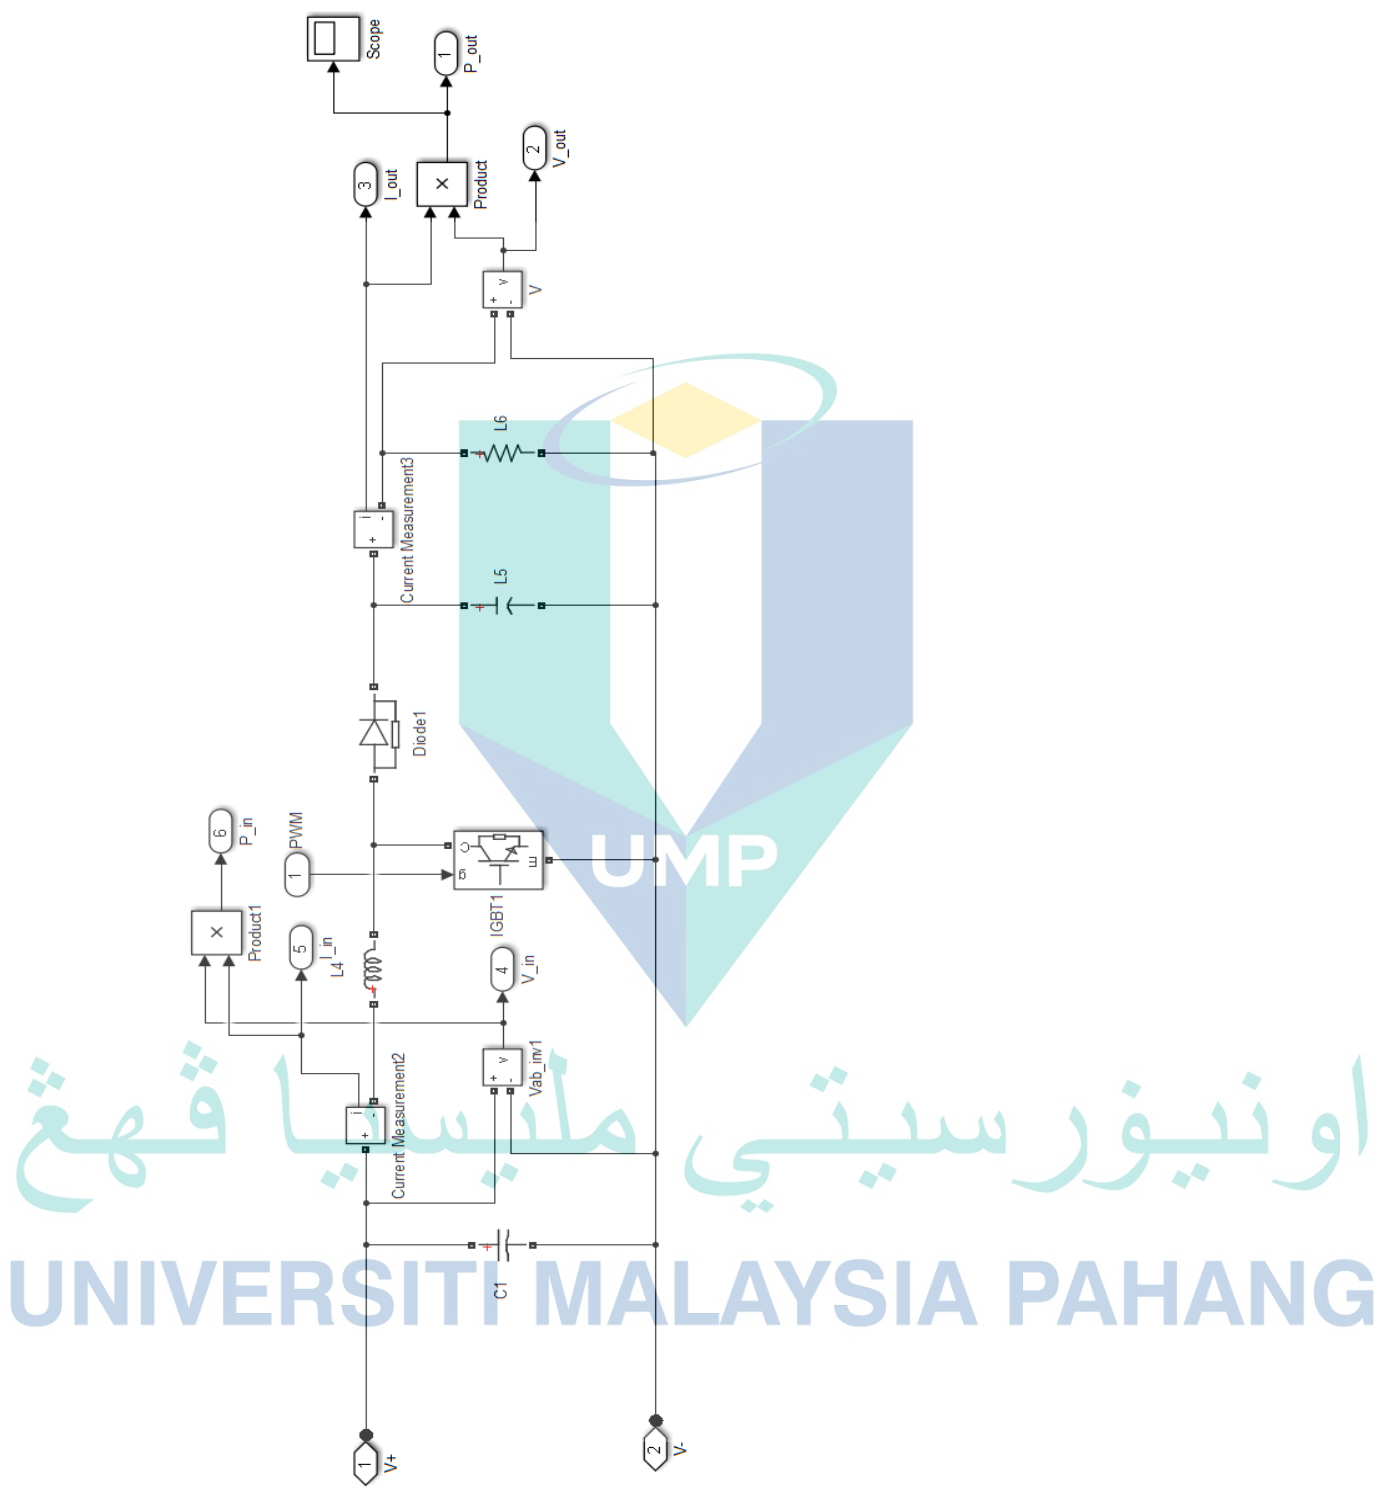 Scope
1
P_out
3
I_out
×
Product
2
V_out
+
-
v
V
L6
Current Measurement3
i
+
-
L5
+
Diode1
6
P_in
PWM
1
×
Product1
5
I_in
L4
+
g
C
E
IGBT1
4
V_in
+
-
v
Vab_inv1
i
+
-
Current Measurement2
+
C1
1
V+
2
V-
UMP
اونيۏرسيتي مليسيا ڤهڠ
UNIVERSITI MALAYSIA PAHANG